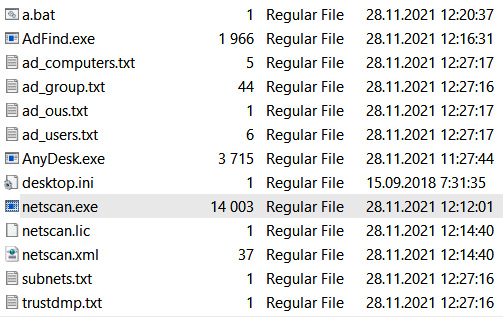 a.bat 1 Regular File 28.11.2021 12:20:37
AdFind.exe 1 966 Regular File 28.11.2021 12:16:31
ad_computers.txt 5 Regular File 28.11.2021 12:27:17
ad_group.txt 44 Regular File 28.11.2021 12:27:16
ad_ous.txt 1 Regular File 28.11.2021 12:27:17
ad_users.txt 6 Regular File 28.11.2021 12:27:17
AnyDesk.exe 3 715 Regular File 28.11.2021 11:27:44
desktop.ini 1 Regular File 15.09.2018 7:31:35
netscan.exe 14 003 Regular File 28.11.2021 12:12:01
netscan.lic 1 Regular File 28.11.2021 12:14:40
netscan.xml 37 Regular File 28.11.2021 12:14:40
subnets.txt 1 Regular File 28.11.2021 12:27:16
trustdmp.txt 1 Regular File 28.11.2021 12:27:16